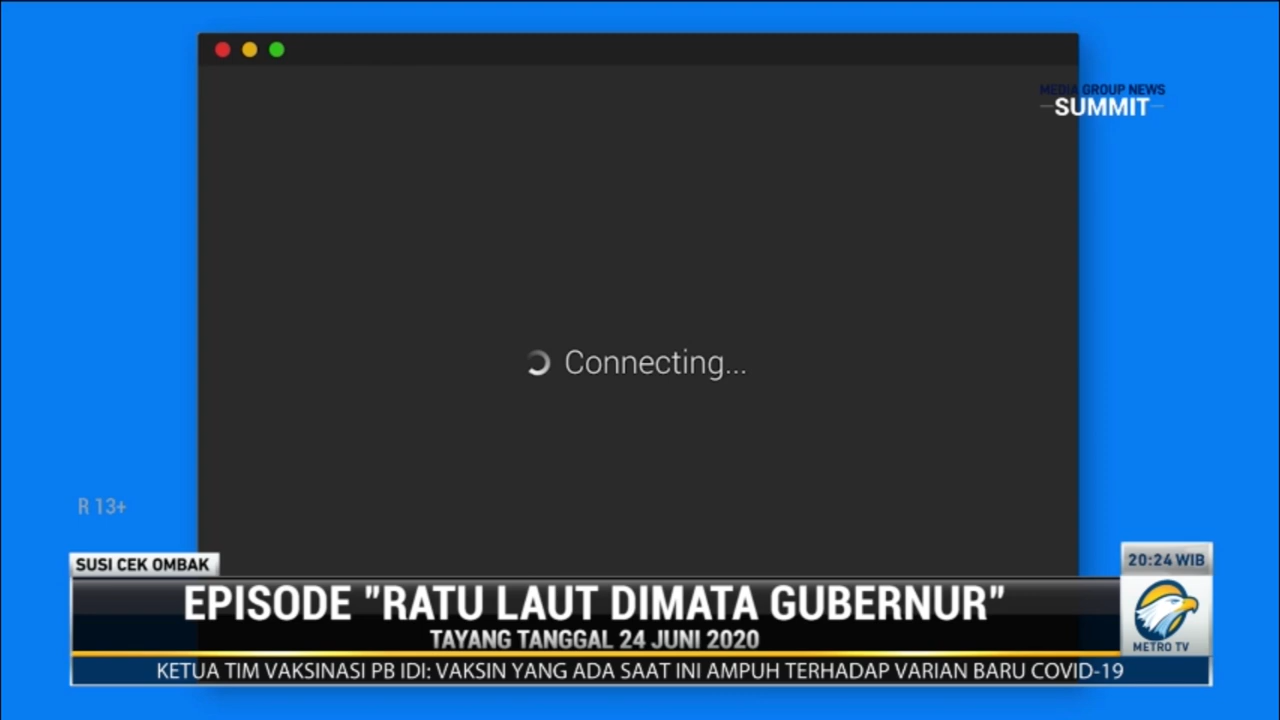 MEDIA GROUP NEWS
SUMMIT
Connecting...
R 13+
SUSI CEK OMBAK
20:24 WIB
EPISODE "RATU LAUT DIMATA GUBERNUR"
TAYANG TANGGAL 24 JUNI 2020
METRO TV
KETUA TIM VAKSINASI PB IDI: VAKSIN YANG ADA SAAT INI AMPUH TERHADAP VARIAN BARU COVID-19